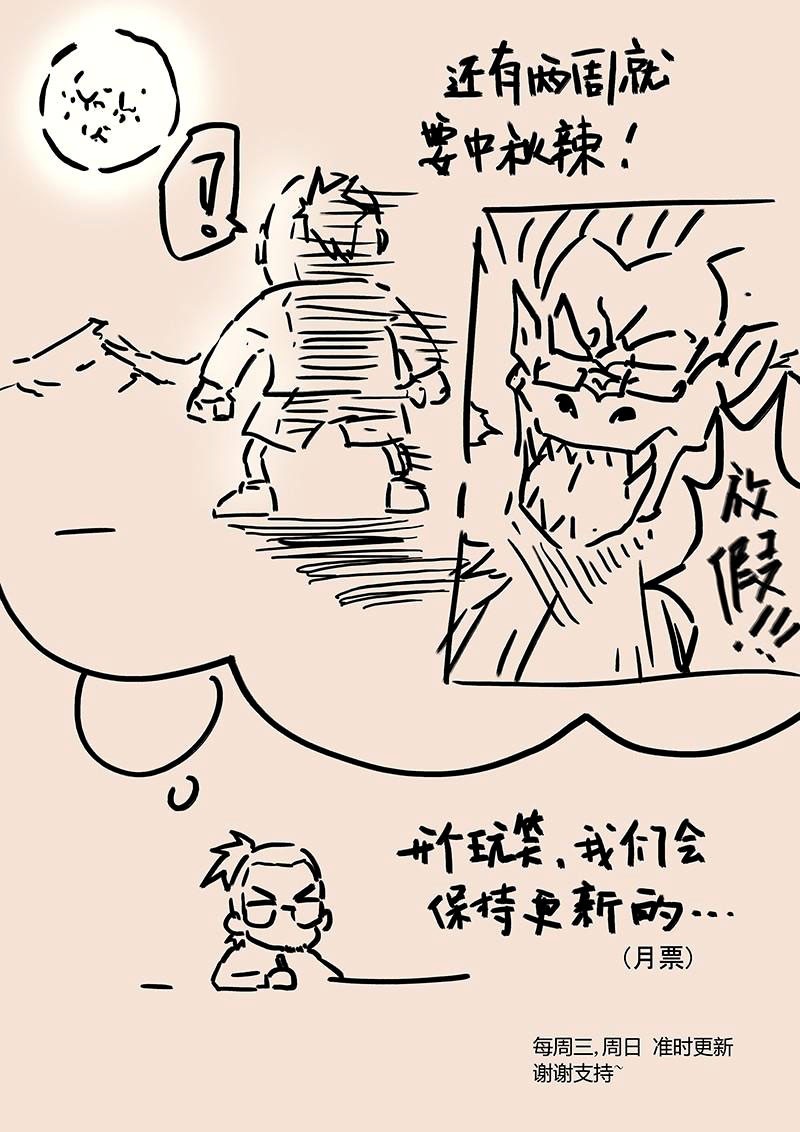 还有两周就
要中秋辣！
！
放
假!!!
开个玩笑、我们会
保持更新的…
（月票）
每周三,周日 准时更新
谢谢支持~